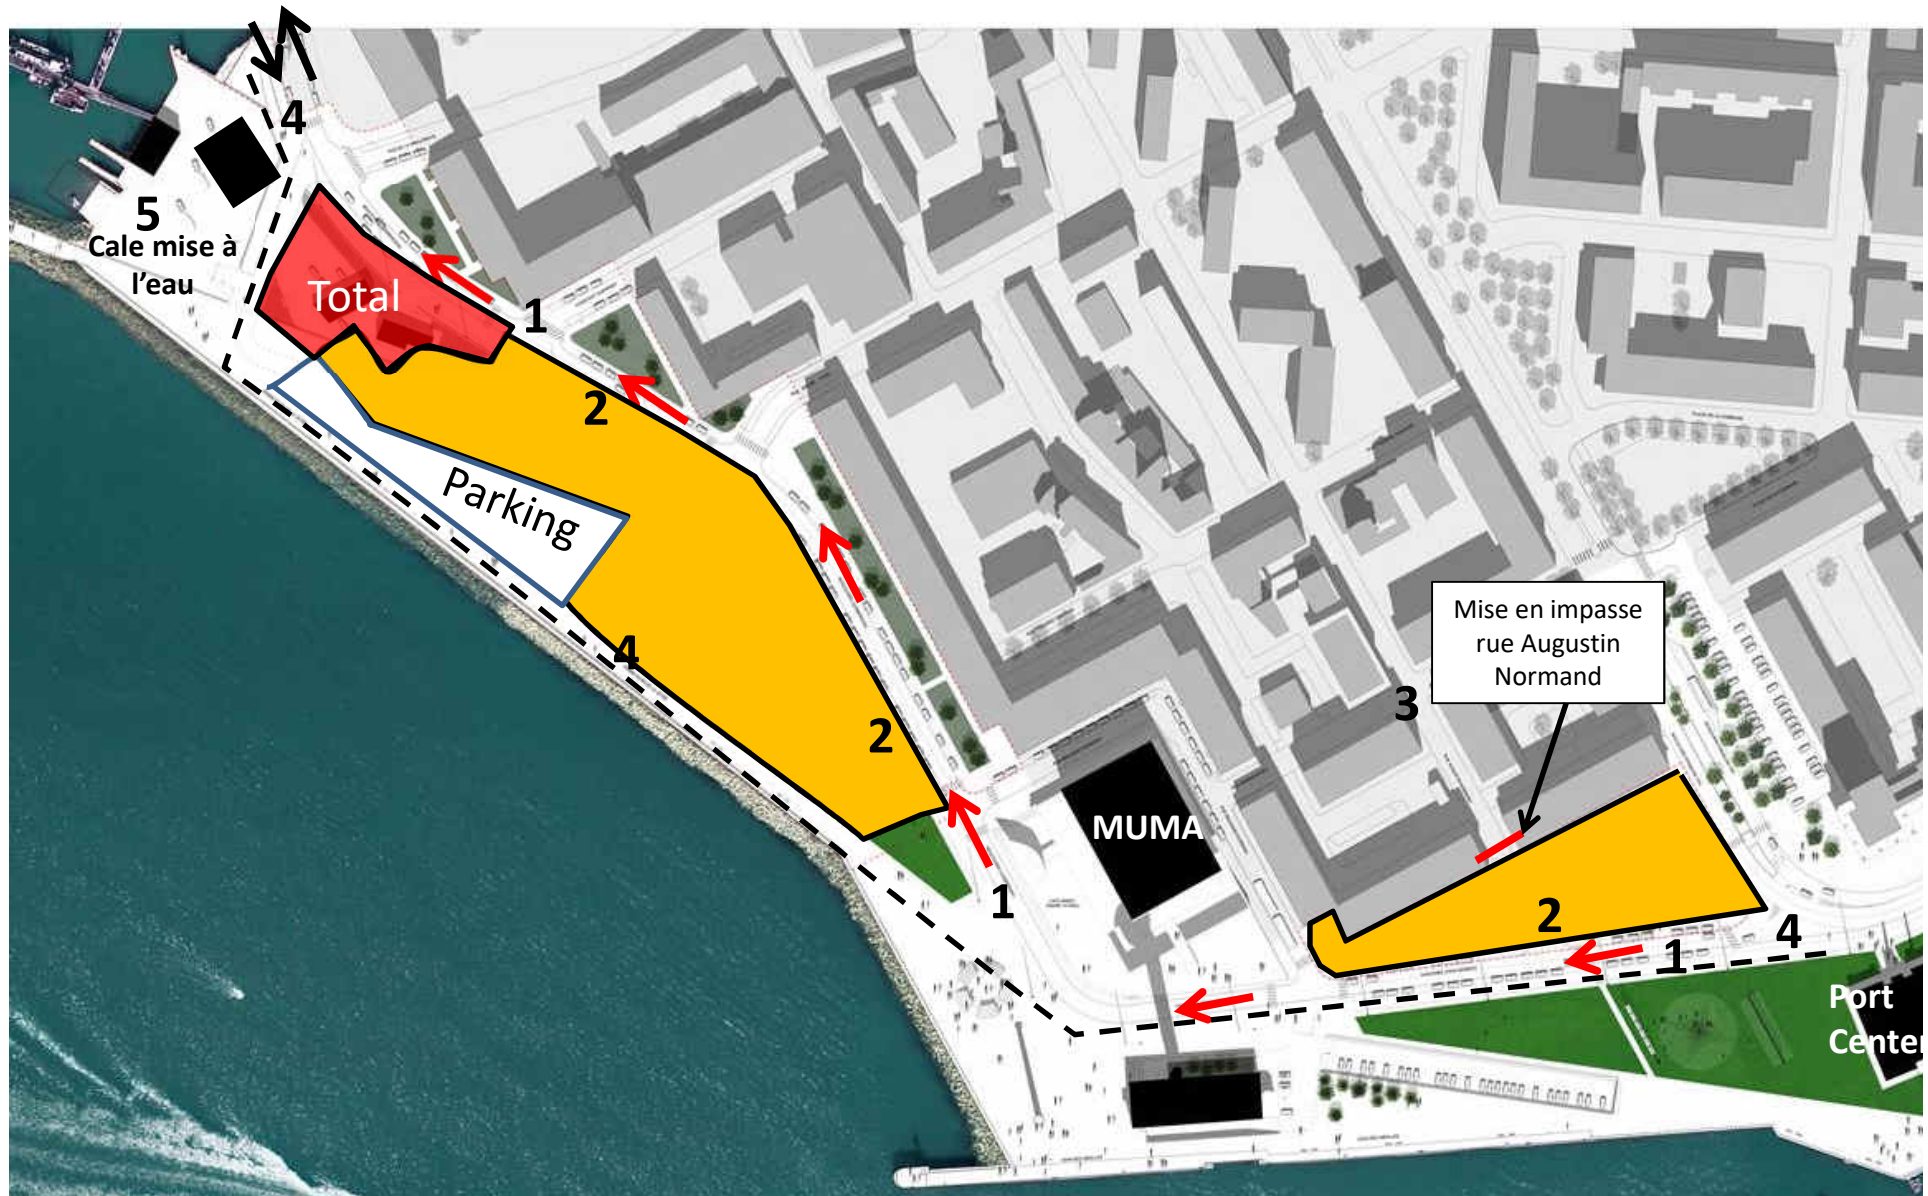 4
5
Cale mise à
l'eau
Total
1
2
Parking
4
2
Mise en impasse
rue Augustin
Normand
3
MUMA
1
2
1
4
Port
Center